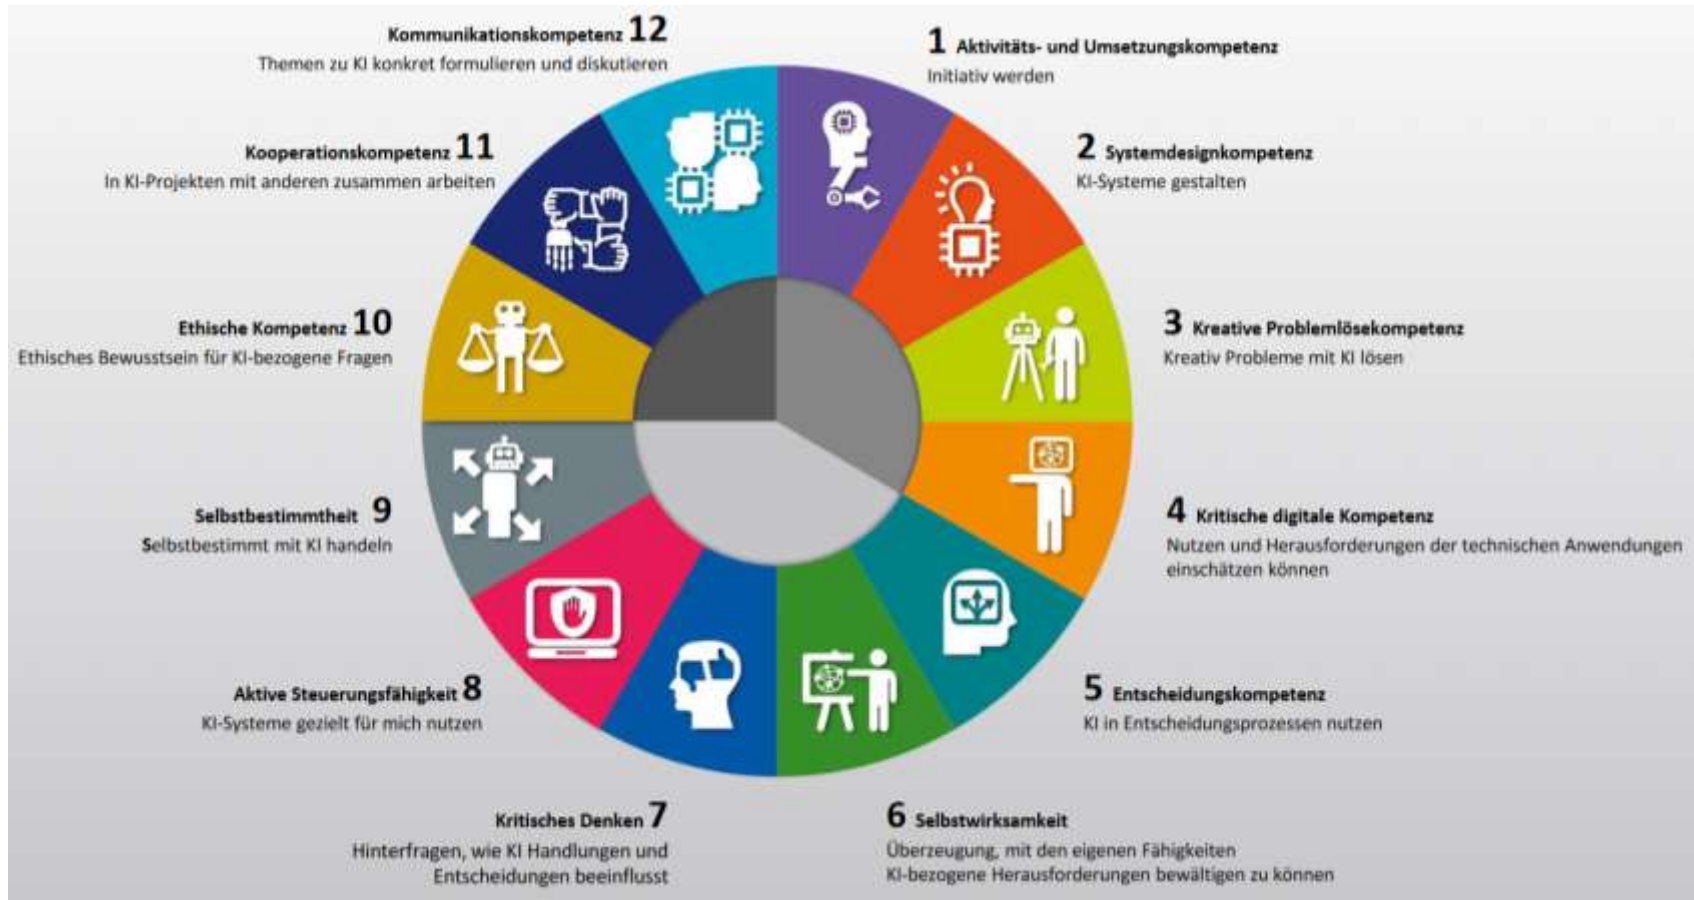 1 Aktivitäts- und Umsetzungskompetenz
Initiativ werden
2 Systemdesignkompetenz
KI-Systeme gestalten
3 Kreative Problemlösekompetenz
Kreativ Probleme mit KI lösen
4 Kritische digitale Kompetenz
Nutzen und Herausforderungen der technischen Anwendungen
einschätzen können
5 Entscheidungskompetenz
KI in Entscheidungsprozessen nutzen
6 Selbstwirksamkeit
Überzeugung, mit den eigenen Fähigkeiten
KI-bezogene Herausforderungen bewältigen zu können
Kritisches Denken 7
Hinterfragen, wie KI Handlungen und
Entscheidungen beeinflusst
Aktive Steuerungsfähigkeit 8
KI-Systeme gezielt für mich nutzen
Selbstbestimmtheit 9
Selbstbestimmt mit KI handeln
Ethische Kompetenz 10
Ethisches Bewusstsein für KI-bezogene Fragen
Kooperationskompetenz 11
In KI-Projekten mit anderen zusammen arbeiten
Kommunikationskompetenz 12
Themen zu KI konkret formulieren und diskutieren